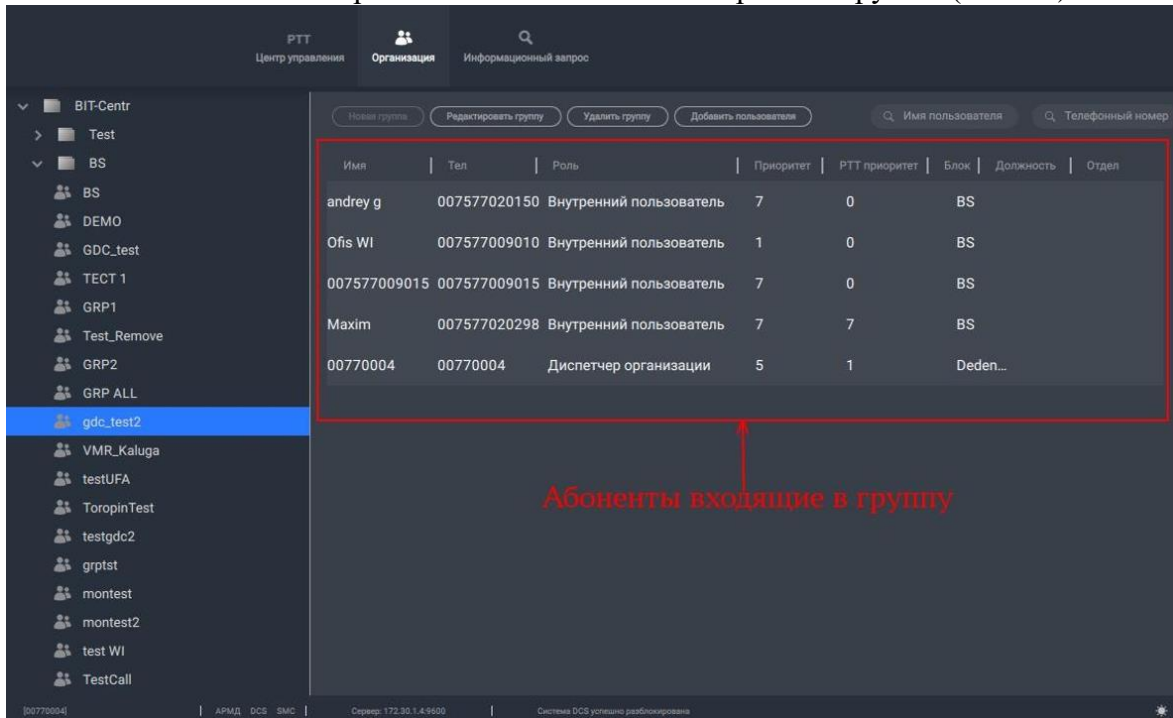 PTT
Центр управления
Организация
Информационный запрос
BIT-Centr
Test
BS
BS
DEMO
GDC_test
ТЕСТ 1
GRP1
Test_Remove
GRP2
GRP ALL
gdc_test2
VMR_Kaluga
testUFA
ToropinTest
testgdc2
grptst
montest
montest2
test WI
TestCall
Новая группа Редактировать группу Удалить группу Добавить пользователя Имя пользователя Телефонный номер
Имя Тел Роль Приоритет PTT приоритет Блок Должность Отдел
andrey g 007577020150 Внутренний пользователь 7 0 BS
Ofis WI 007577009010 Внутренний пользователь 1 0 BS
007577009015 007577009015 Внутренний пользователь 7 0 BS
Maxim 007577020298 Внутренний пользователь 7 7 BS
00770004 00770004 Диспетчер организации 5 1 Deden...
Абоненты входящие в группу
[00770004] АРМД DCS SMC Сервер: 172.30.1.4:9600 Система DCS успешно разблокирована